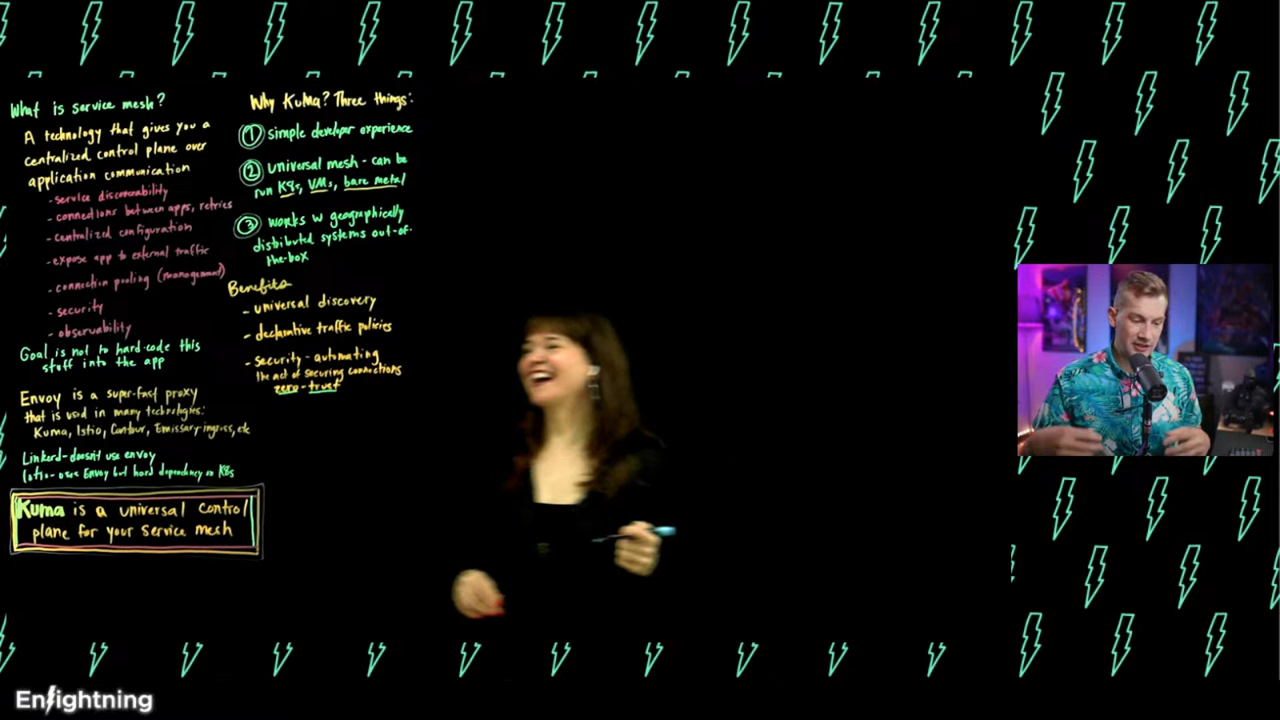 What is service mesh?
A technology that gives you a
centralized control plane over
application communication
- service discoverability
- connections between apps, retries
- centralized configuration
- expose app to external traffic
- connection pooling (management)
- security
- observability
Goal is not to hard-code this
stuff into the app
Envoy is a super-fast proxy
that is used in many technologies:
Kuma, Istio, Contour, Emissary-ingress, etc
Linkerd - doesn't use envoy
Istio - uses Envoy but hard dependency on K8s
Kuma is a universal control
plane for your service mesh
Why Kuma? Three things:
① simple developer experience
② universal mesh - can be
run K8s, VMs, bare metal
③ works w geographically
distributed systems out-of-
the-box
Benefits
- universal discovery
- declarative traffic policies
- security - automating
the act of securing connections
zero-trust
Enlightning